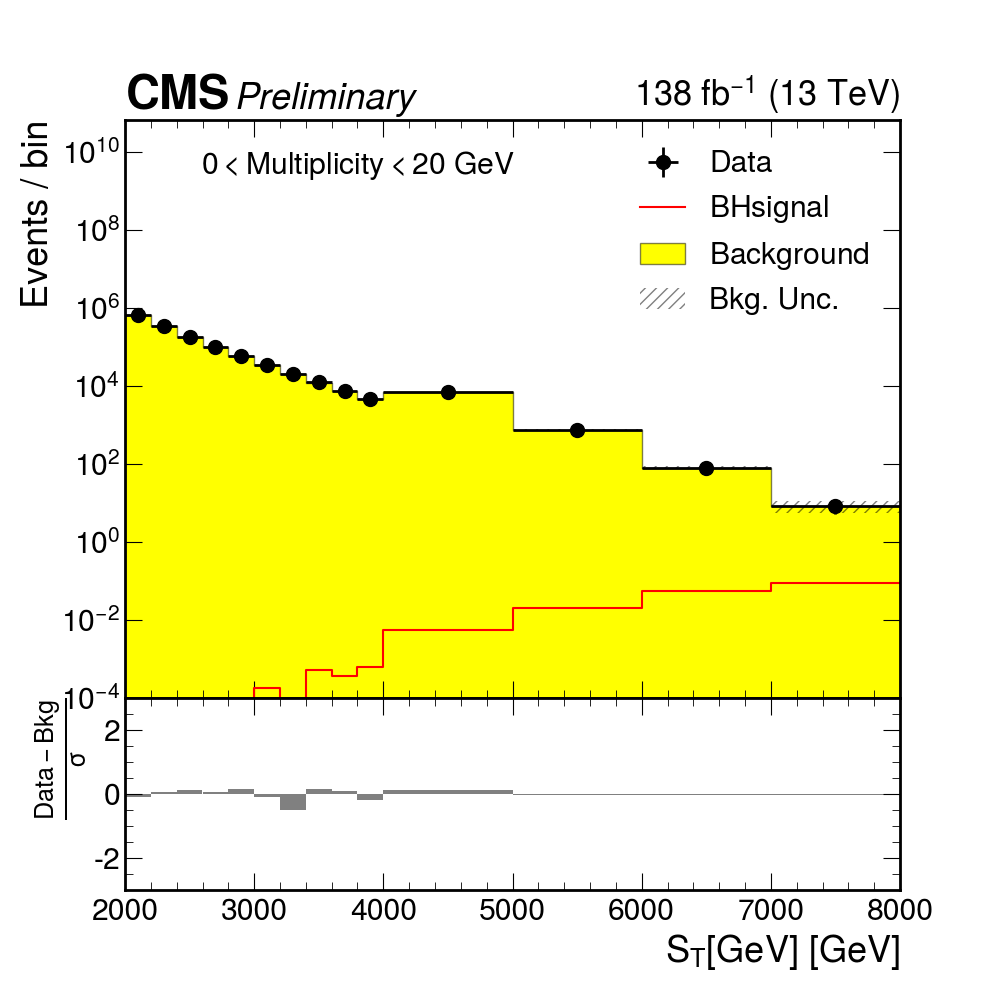 CMS Preliminary 138 fb⁻¹ (13 TeV)
Events / bin
0 < Multiplicity < 20 GeV
Data
BHsignal
Background
Bkg. Unc.
10¹⁰
10⁸
10⁶
10⁴
10²
10⁰
10⁻²
10⁻⁴
Data − Bkg
σ
2
0
-2
2000 3000 4000 5000 6000 7000 8000
S_T[GeV] [GeV]